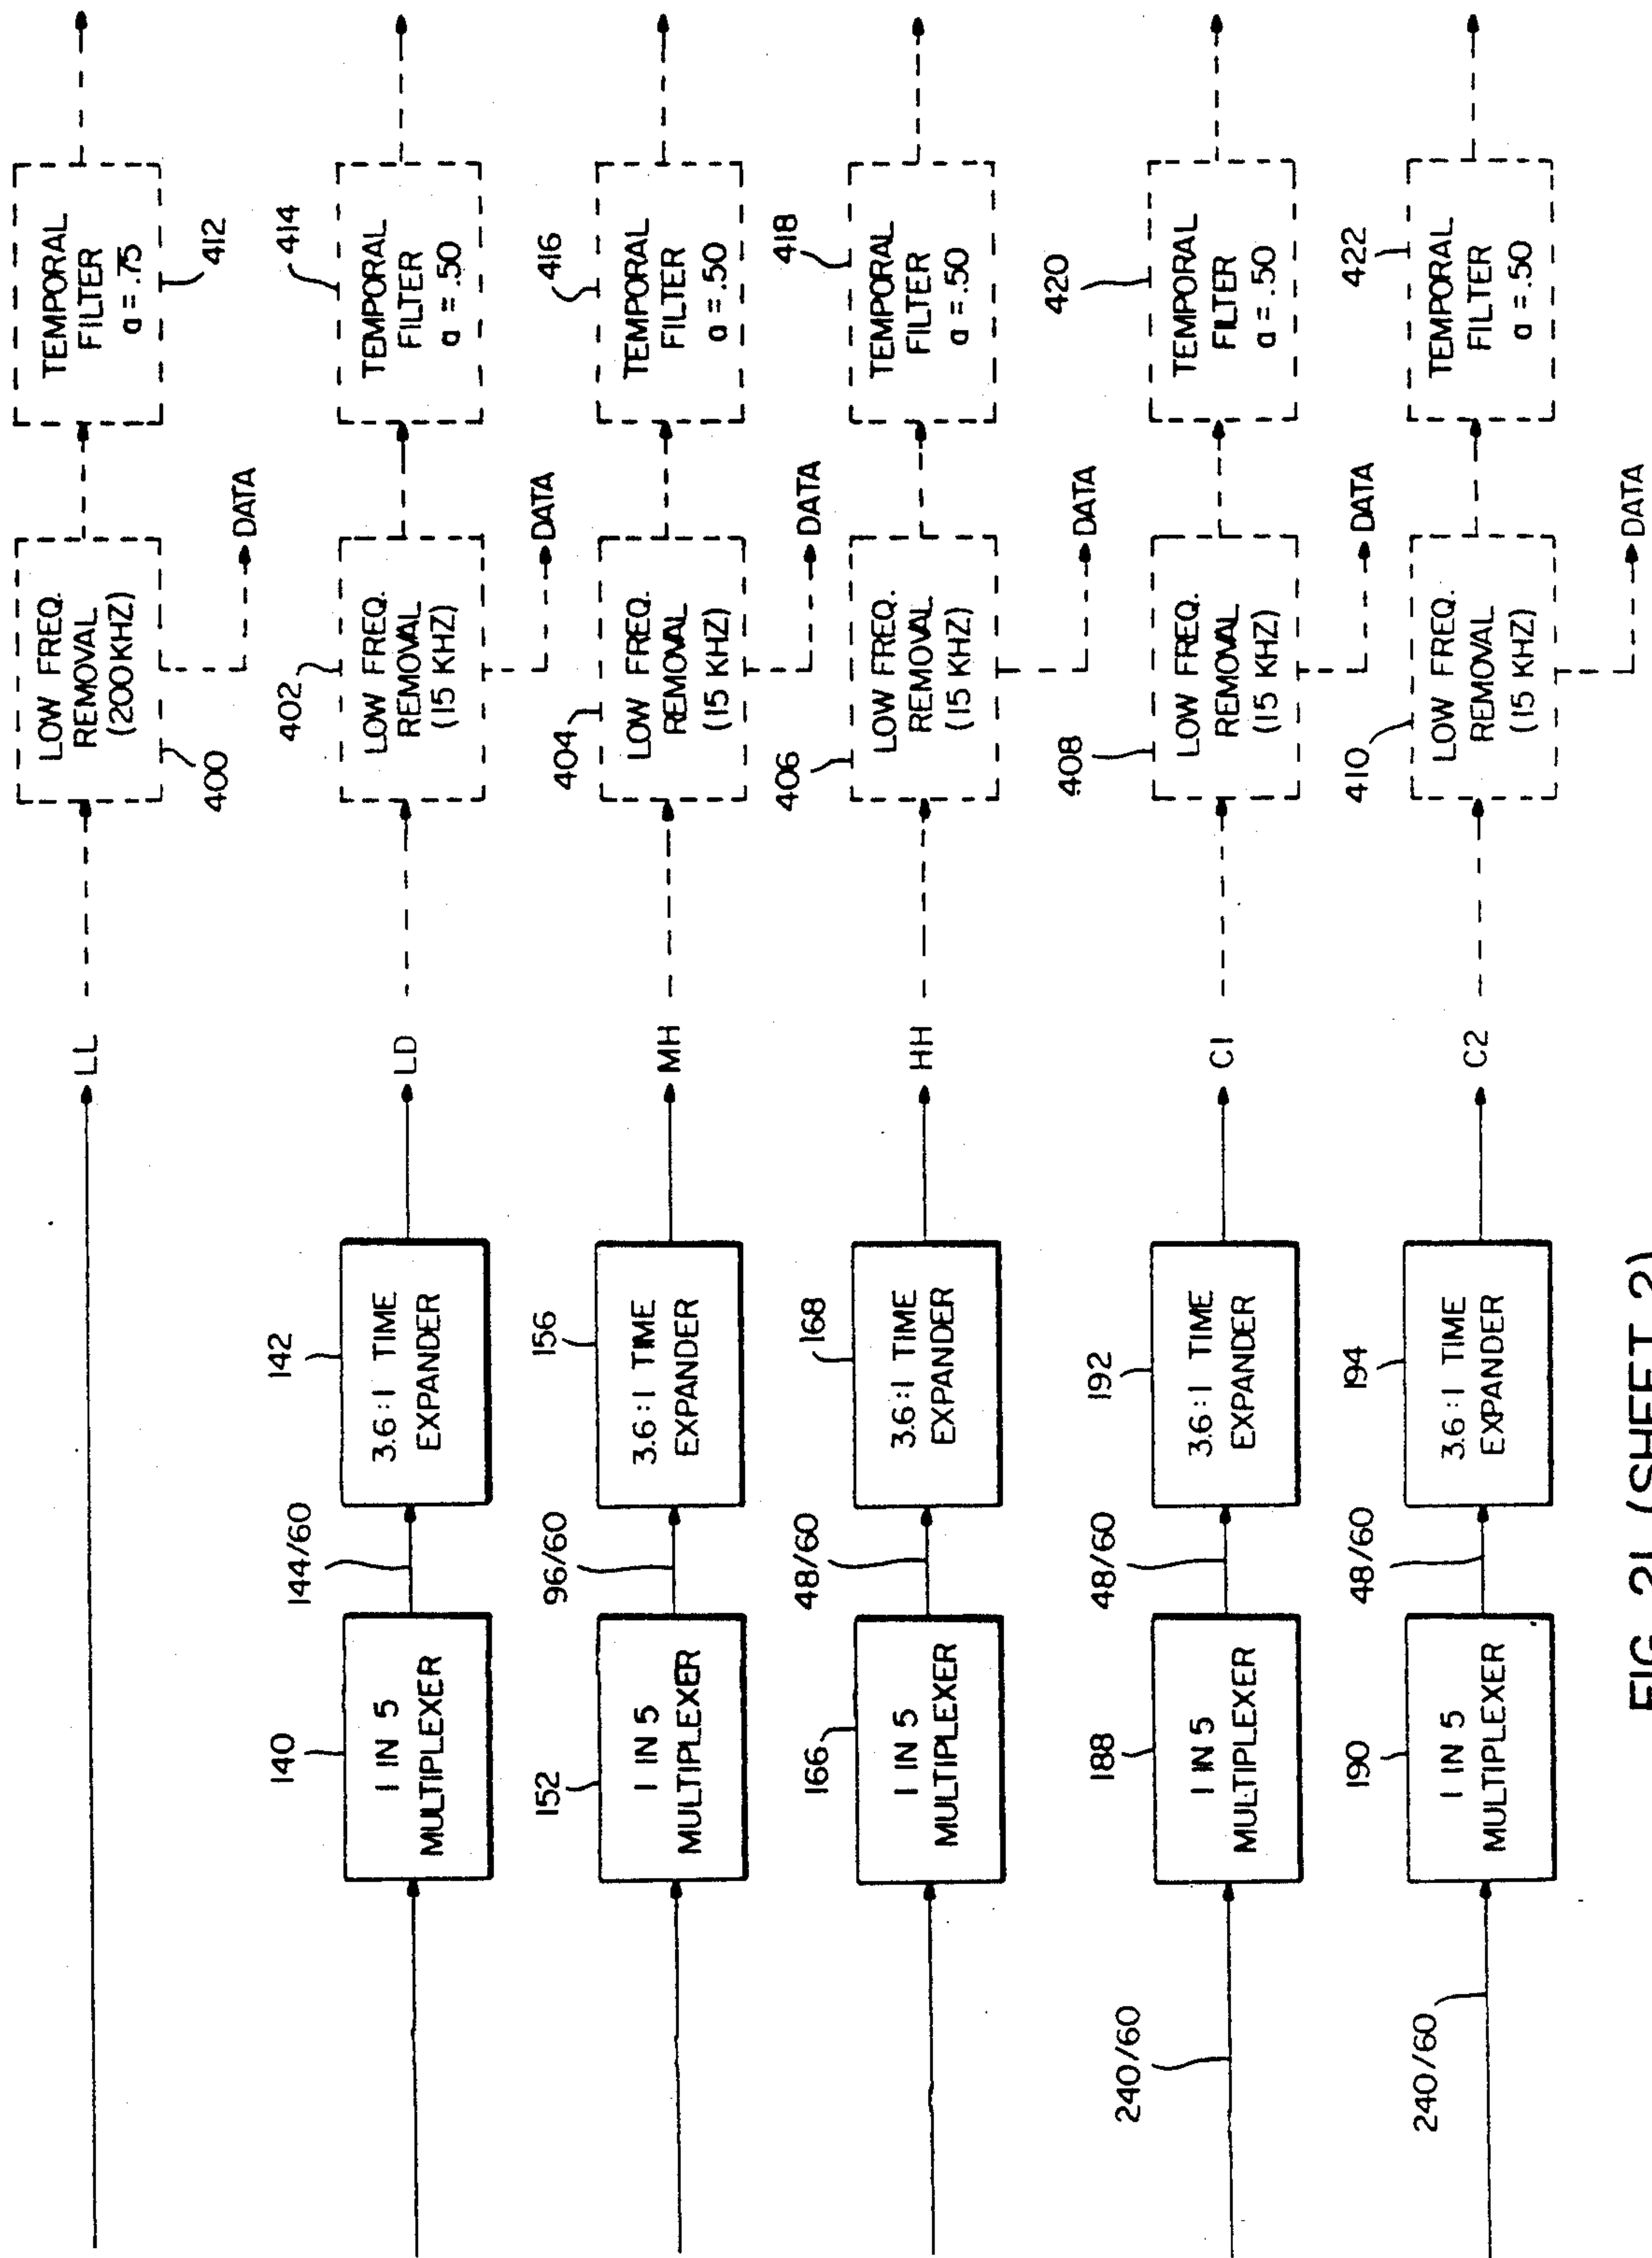 LL
LOW FREQ.
REMOVAL
(200KHZ)
400
DATA
TEMPORAL
FILTER
a = .75
412
140
1 IN 5
MULTIPLEXER
144/60
142
3.6:1 TIME
EXPANDER
LD
402
LOW FREQ.
REMOVAL
(15 KHZ)
DATA
414
TEMPORAL
FILTER
a = .50
152
1 IN 5
MULTIPLEXER
96/60
156
3.6:1 TIME
EXPANDER
MH
404
LOW FREQ.
REMOVAL
(15 KHZ)
DATA
416
TEMPORAL
FILTER
a = .50
166
1 IN 5
MULTIPLEXER
48/60
168
3.6:1 TIME
EXPANDER
HH
406
LOW FREQ.
REMOVAL
(15 KHZ)
DATA
418
TEMPORAL
FILTER
a = .50
240/60
188
1 IN 5
MULTIPLEXER
48/60
192
3.6:1 TIME
EXPANDER
C1
408
LOW FREQ.
REMOVAL
(15 KHZ)
DATA
420
TEMPORAL
FILTER
a = .50
240/60
190
1 IN 5
MULTIPLEXER
48/60
194
3.6:1 TIME
EXPANDER
C2
410
LOW FREQ.
REMOVAL
(15 KHZ)
DATA
422
TEMPORAL
FILTER
a = .50
(SHEET 2)